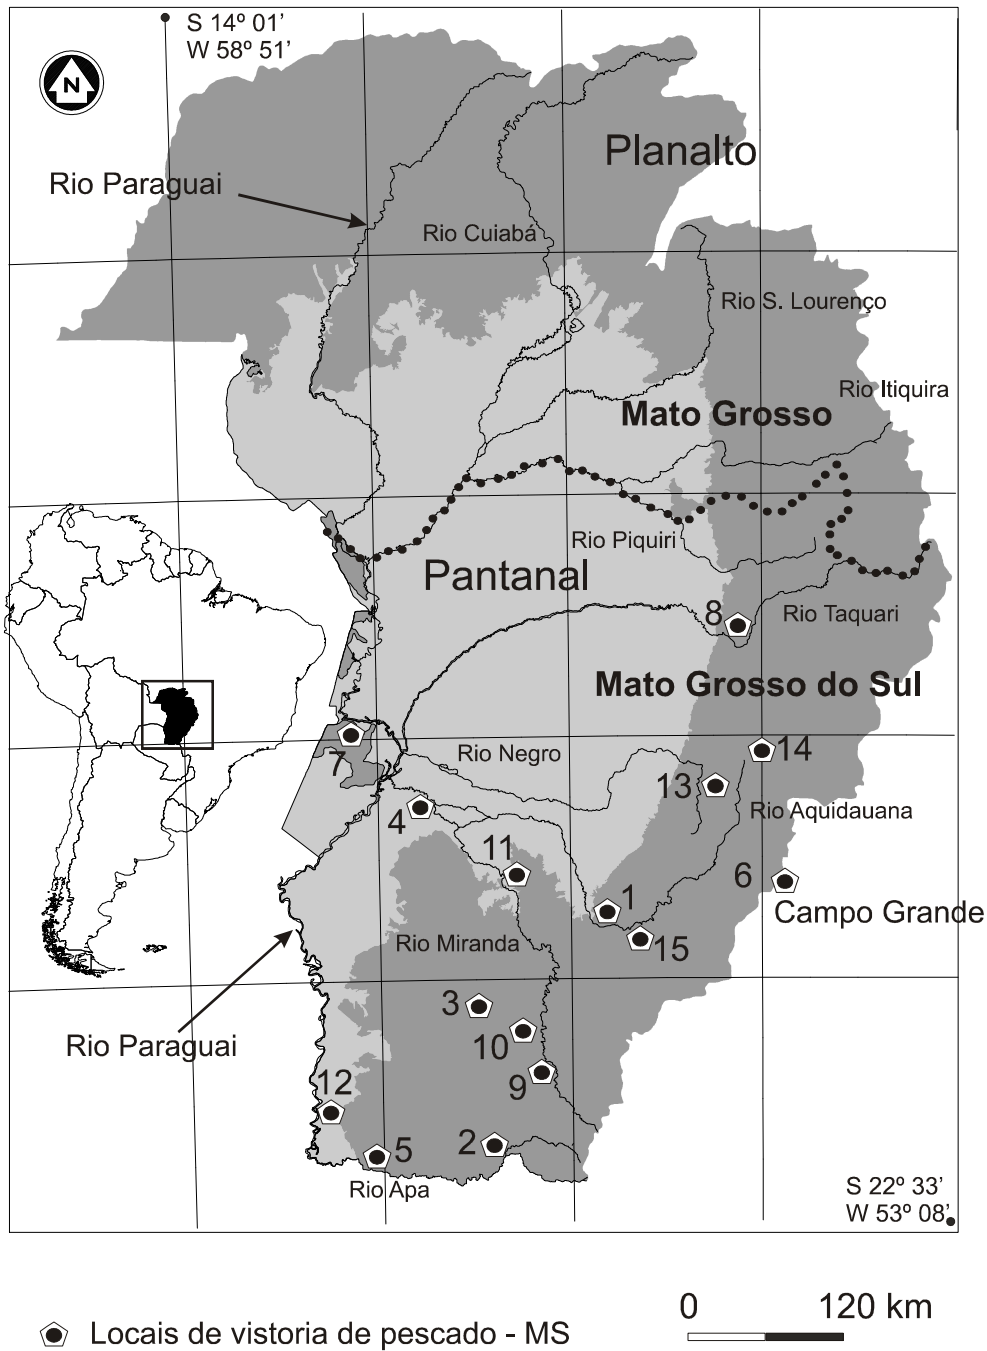 S 14º 01'
W 58º 51'
N
Planalto
Rio Paraguai
Rio Cuiabá
Rio S. Lourenço
Rio Itiquira
Mato Grosso
Rio Piquiri
Pantanal
8
Rio Taquari
Mato Grosso do Sul
7
Rio Negro
14
13
4
Rio Aquidauana
11
6
1
Campo Grande
15
Rio Miranda
3
10
Rio Paraguai
9
12
2
5
Rio Apa
S 22º 33'
W 53º 08'
0 120 km
Locais de vistoria de pescado - MS